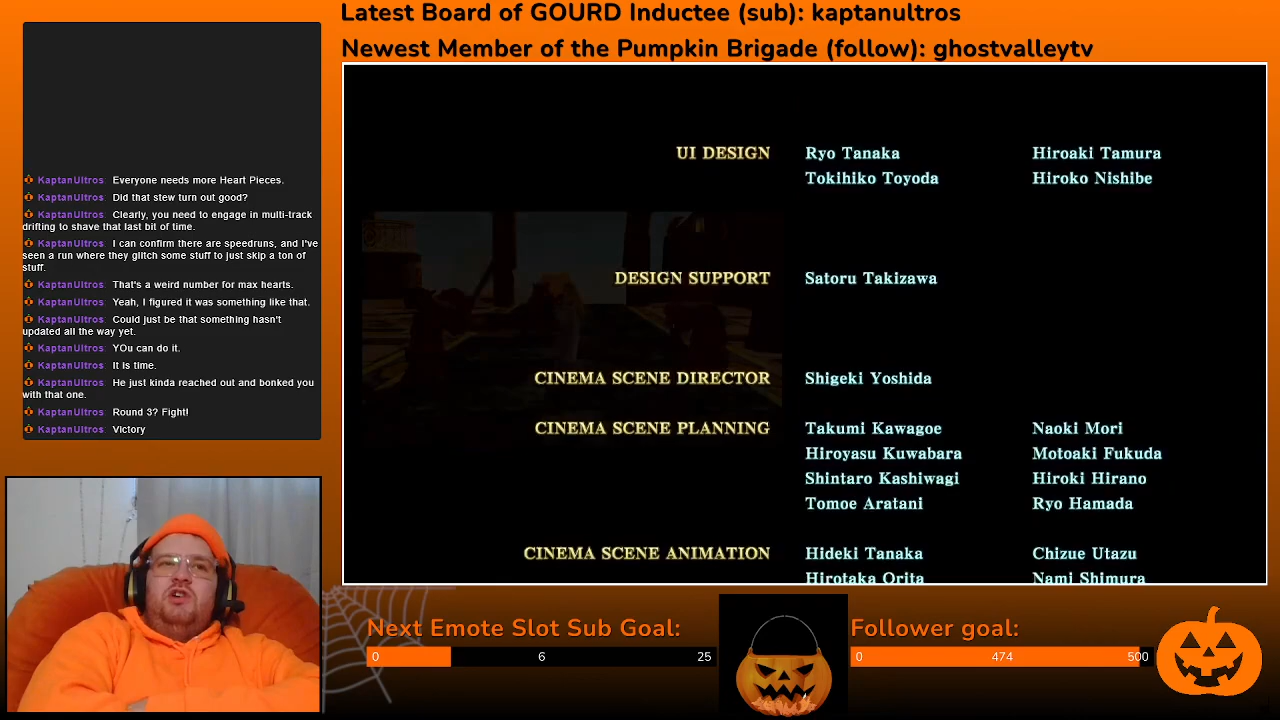 Latest Board of GOURD Inductee (sub): kaptanultros
Newest Member of the Pumpkin Brigade (follow): ghostvalleytv
KaptanUltros: Everyone needs more Heart Pieces.
KaptanUltros: Did that stew turn out good?
KaptanUltros: Clearly, you need to engage in multi-track
drifting to shave that last bit of time.
KaptanUltros: I can confirm there are speedruns, and I've
seen a run where they glitch some stuff to just skip a ton of
stuff.
KaptanUltros: That's a weird number for max hearts.
KaptanUltros: Yeah, I figured it was something like that.
KaptanUltros: Could just be that something hasn't
updated all the way yet.
KaptanUltros: YOu can do it.
KaptanUltros: It Is time.
KaptanUltros: He just kinda reached out and bonked you
with that one.
KaptanUltros: Round 3? Fight!
KaptanUltros: Victory
UI DESIGN Ryo Tanaka Hiroaki Tamura
Tokihiko Toyoda Hiroko Nishibe
DESIGN SUPPORT Satoru Takizawa
CINEMA SCENE DIRECTOR Shigeki Yoshida
CINEMA SCENE PLANNING Takumi Kawagoe Naoki Mori
Hiroyasu Kuwabara Motoaki Fukuda
Shintaro Kashiwagi Hiroki Hirano
Tomoe Aratani Ryo Hamada
CINEMA SCENE ANIMATION Hideki Tanaka Chizue Utazu
Hirotaka Orita Nami Shimura
Next Emote Slot Sub Goal:
0 6 25
Follower goal:
0 474 500